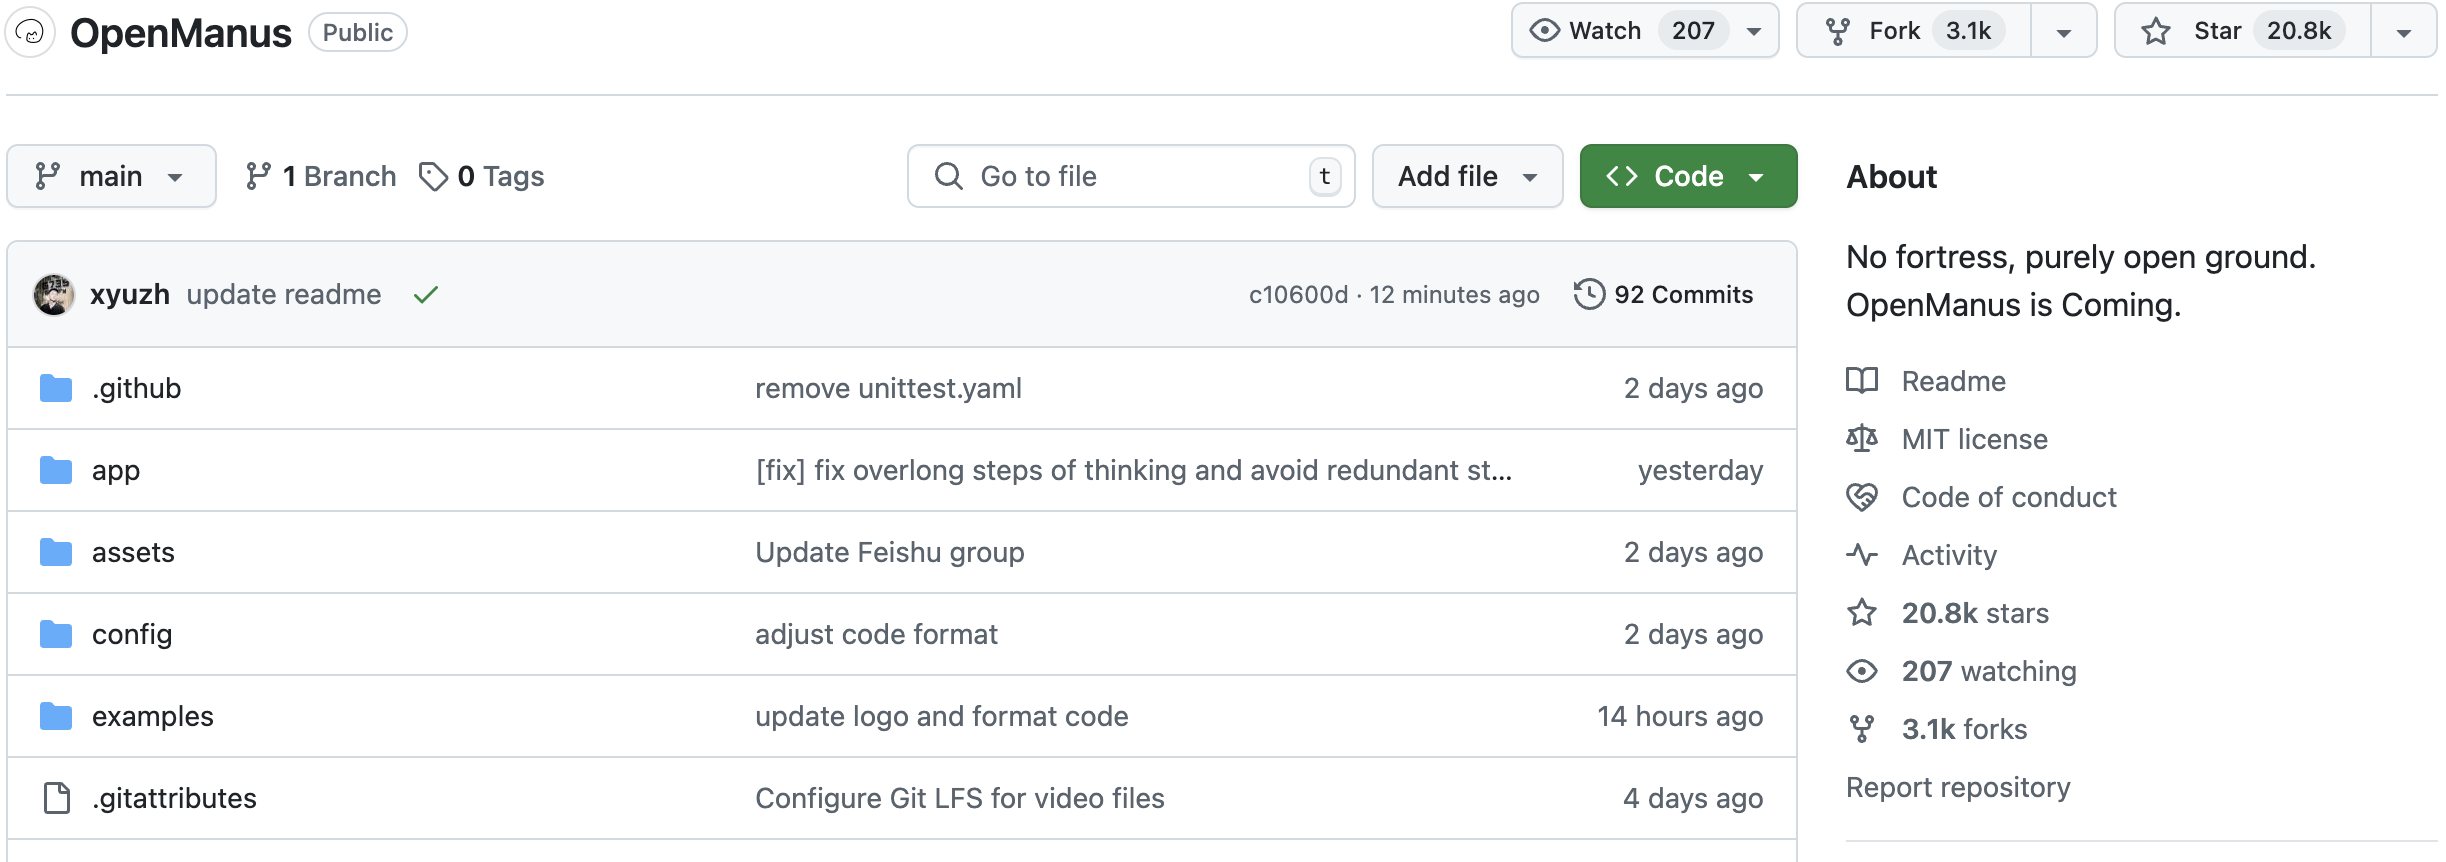 OpenManus Public Watch 207 Fork 3.1k Star 20.8k
main 1 Branch 0 Tags Go to file t Add file Code
xyuzh update readme c10600d · 12 minutes ago 92 Commits
.github remove unittest.yaml 2 days ago
app [fix] fix overlong steps of thinking and avoid redundant st... yesterday
assets Update Feishu group 2 days ago
config adjust code format 2 days ago
examples update logo and format code 14 hours ago
.gitattributes Configure Git LFS for video files 4 days ago
About
No fortress, purely open ground.
OpenManus is Coming.
Readme
MIT license
Code of conduct
Activity
20.8k stars
207 watching
3.1k forks
Report repository